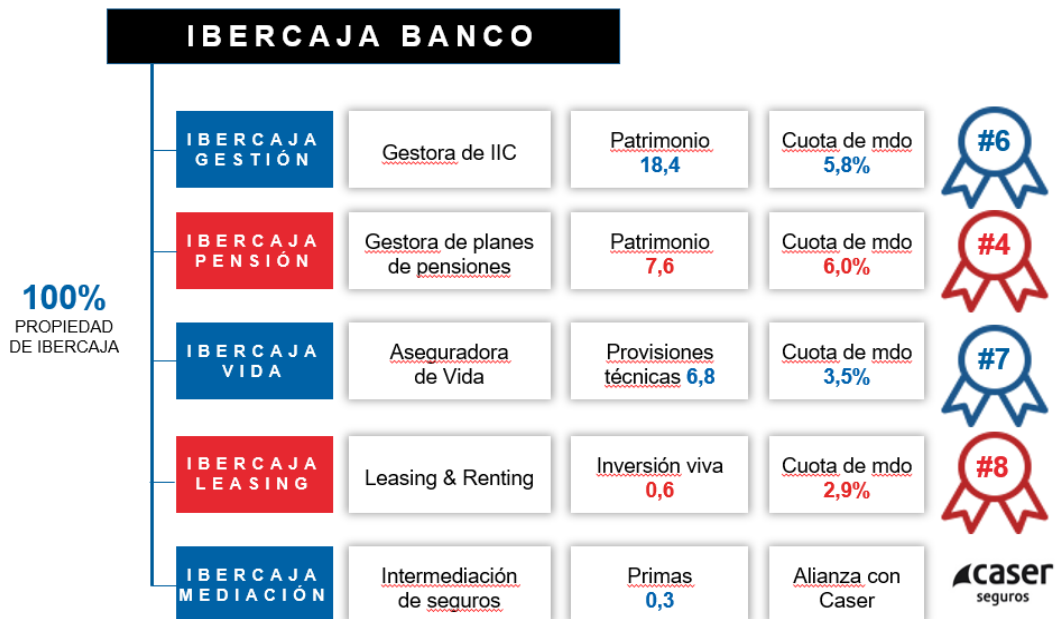 IBERCAJA BANCO
IBERCAJA
GESTIÓN
Gestora de IIC
Patrimonio
18,4
Cuota de mdo
5,8%
#6
IBERCAJA
PENSIÓN
Gestora de planes
de pensiones
Patrimonio
7,6
Cuota de mdo
6,0%
#4
100%
PROPIEDAD
DE IBERCAJA
IBERCAJA
VIDA
Aseguradora
de Vida
Provisiones
técnicas 6,8
Cuota de mdo
3,5%
#7
IBERCAJA
LEASING
Leasing & Renting
Inversión viva
0,6
Cuota de mdo
2,9%
#8
IBERCAJA
MEDIACIÓN
Intermediación
de seguros
Primas
0,3
Alianza con
Caser
caser
seguros